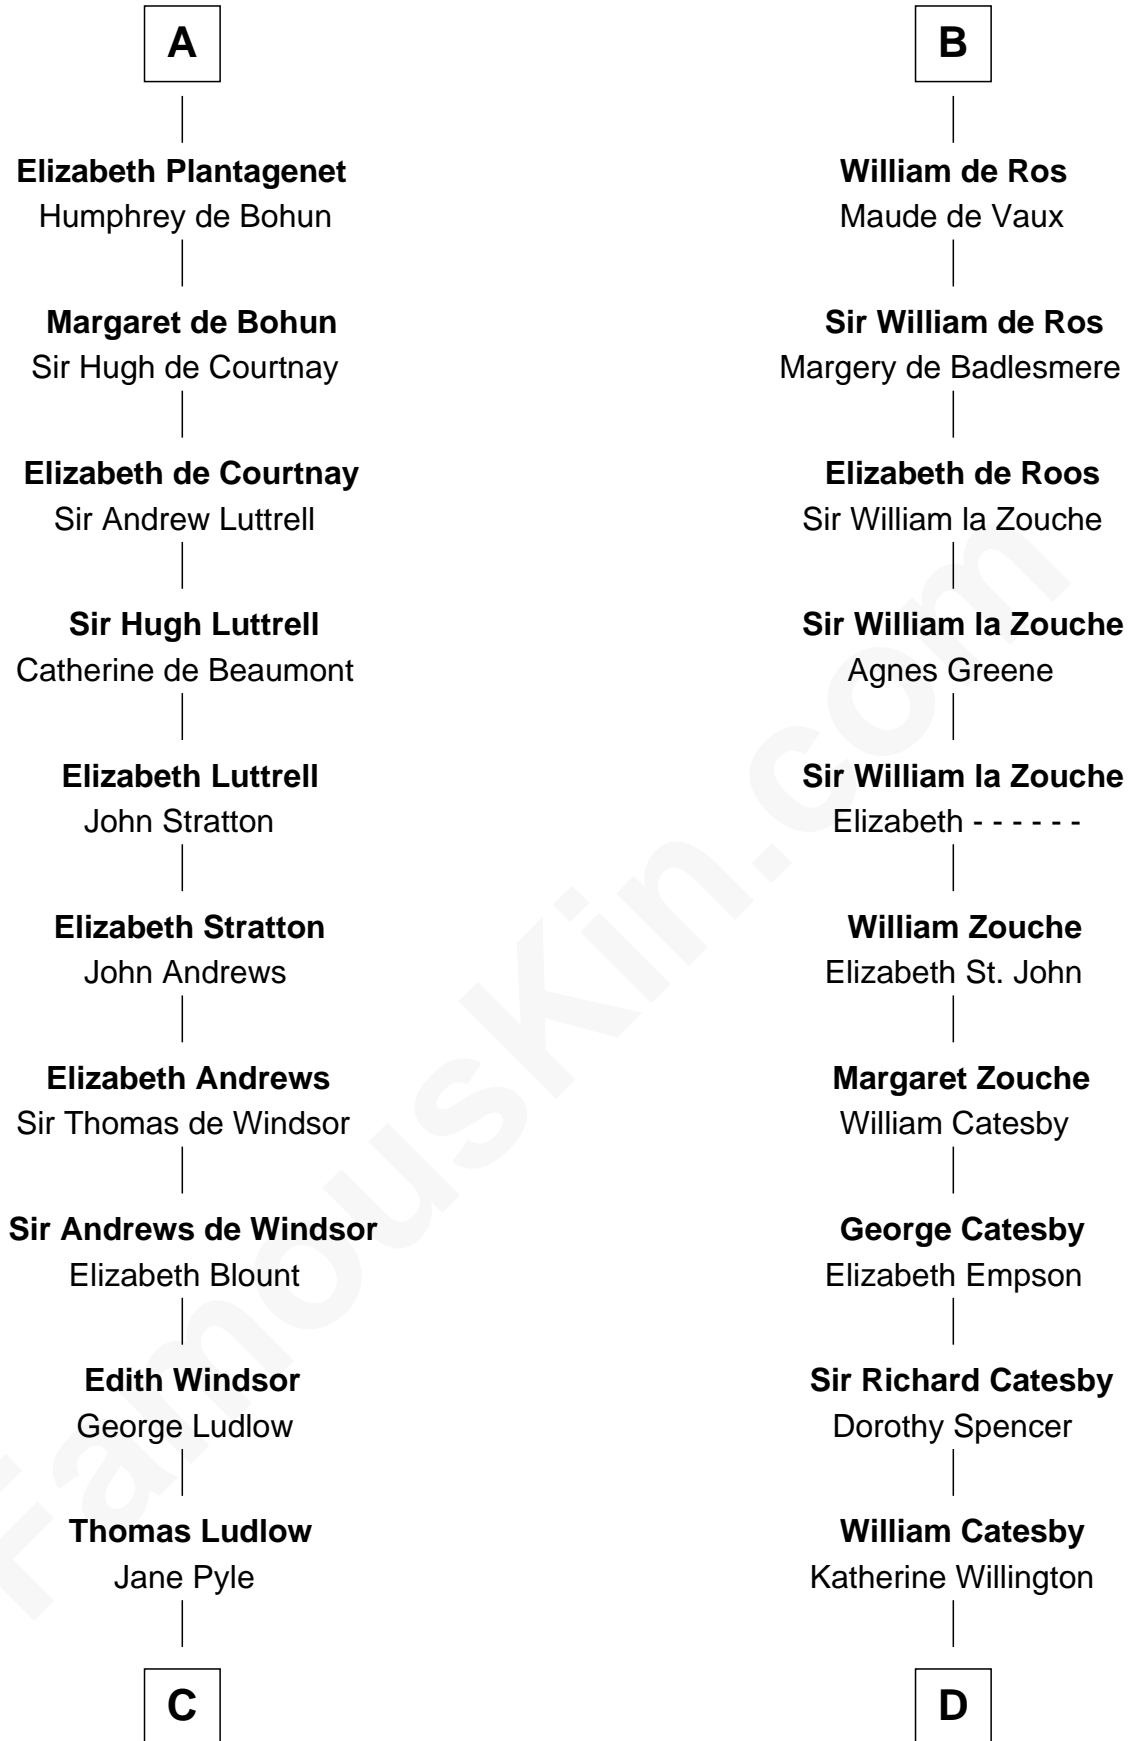 A
Elizabeth Plantagenet
Humphrey de Bohun
Margaret de Bohun
Sir Hugh de Courtnay
Elizabeth de Courtnay
Sir Andrew Luttrell
Sir Hugh Luttrell
Catherine de Beaumont
Elizabeth Luttrell
John Stratton
Elizabeth Stratton
John Andrews
Elizabeth Andrews
Sir Thomas de Windsor
Sir Andrews de Windsor
Elizabeth Blount
Edith Windsor
George Ludlow
Thomas Ludlow
Jane Pyle
C
B
William de Ros
Maude de Vaux
Sir William de Ros
Margery de Badlesmere
Elizabeth de Roos
Sir William la Zouche
Sir William la Zouche
Agnes Greene
Sir William la Zouche
Elizabeth - - - - - -
William Zouche
Elizabeth St. John
Margaret Zouche
William Catesby
George Catesby
Elizabeth Empson
Sir Richard Catesby
Dorothy Spencer
William Catesby
Katherine Willington
D
FamousKin.com